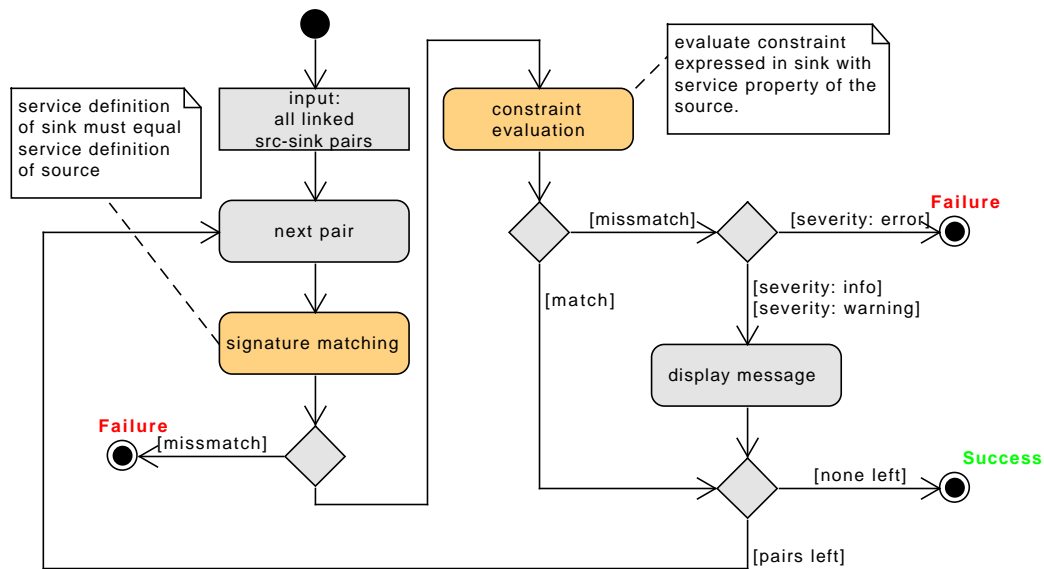 service definition
of sink must equal
service definition
of source
input:
all linked
src-sink pairs
next pair
signature matching
Failure
[missmatch]
constraint
evaluation
evaluate constraint
expressed in sink with
service property of the
source.
[missmatch]
[severity: error]
Failure
[match]
[severity: info]
[severity: warning]
display message
[none left]
Success
[pairs left]